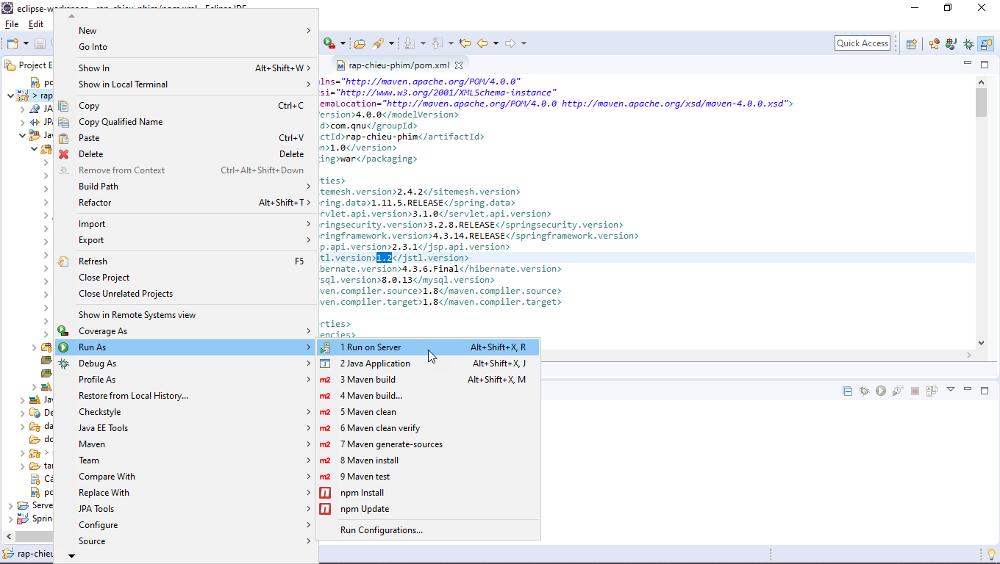 eclipse-workspace - rap-chieu-phim/pom.xml - Eclipse IDE
File Edit
Quick Access
Project E
rap-chieu-phim/pom.xml
po
> rap
JA
JPA
Jav
Jav
De
da
do
> s
tar
Cá
po
Serve
Sprin
rap-chieu
New
Go Into
Show In Alt+Shift+W >
Show in Local Terminal
Copy Ctrl+C
Copy Qualified Name
Paste Ctrl+V
Delete Delete
Remove from Context Ctrl+Alt+Shift+Down
Build Path
Refactor Alt+Shift+T >
Import
Export
Refresh F5
Close Project
Close Unrelated Projects
Show in Remote Systems view
Coverage As
Run As
Debug As
Profile As
Restore from Local History...
Checkstyle
Java EE Tools
Maven
Team
Compare With
Replace With
JPA Tools
Configure
Source
1 Run on Server Alt+Shift+X, R
2 Java Application Alt+Shift+X, J
3 Maven build Alt+Shift+X, M
4 Maven build...
5 Maven clean
6 Maven clean verify
7 Maven generate-sources
8 Maven install
9 Maven test
npm Install
npm Update
Run Configurations...
lns="http://maven.apache.org/POM/4.0.0"
si="http://www.w3.org/2001/XMLSchema-instance"
emaLocation="http://maven.apache.org/POM/4.0.0 http://maven.apache.org/xsd/maven-4.0.0.xsd">
ersion>4.0.0</modelVersion>
d>com.qnu</groupId>
ctId>rap-chieu-phim</artifactId>
n>1.0</version>
ing>war</packaging>
ties>
temesh.version>2.4.2</sitemesh.version>
ring.data>1.11.5.RELEASE</spring.data>
rvlet.api.version>3.1.0</servlet.api.version>
ringsecurity.version>3.2.8.RELEASE</springsecurity.version>
ringframework.version>4.3.14.RELEASE</springframework.version>
p.api.version>2.3.1</jsp.api.version>
tl.version>1.2</jstl.version>
bernate.version>4.3.6.Final</hibernate.version>
sql.version>8.0.13</mysql.version>
ven.compiler.source>1.8</maven.compiler.source>
ven.compiler.target>1.8</maven.compiler.target>
rties>
encies>